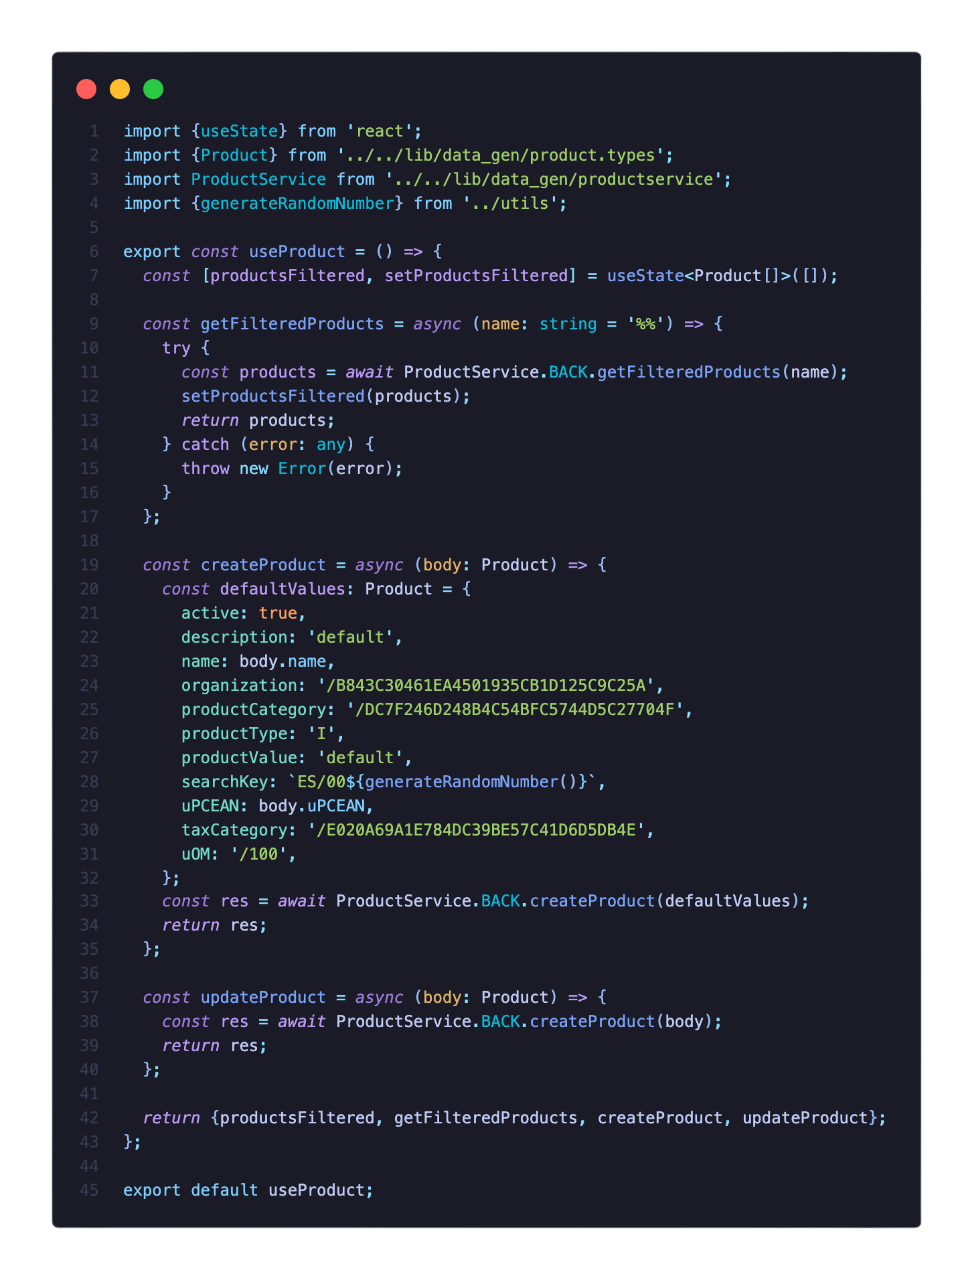 1 import {useState} from 'react';
2 import {Product} from '../../lib/data_gen/product.types';
3 import ProductService from '../../lib/data_gen/productservice';
4 import {generateRandomNumber} from '../utils';
5
6 export const useProduct = () => {
7 const [productsFiltered, setProductsFiltered] = useState<Product[]>([]);
8
9 const getFilteredProducts = async (name: string = '%%') => {
10 try {
11 const products = await ProductService.BACK.getFilteredProducts(name);
12 setProductsFiltered(products);
13 return products;
14 } catch (error: any) {
15 throw new Error(error);
16 }
17 };
18
19 const createProduct = async (body: Product) => {
20 const defaultValues: Product = {
21 active: true,
22 description: 'default',
23 name: body.name,
24 organization: '/B843C30461EA4501935CB1D125C9C25A',
25 productCategory: '/DC7F246D248B4C54BFC5744D5C27704F',
26 productType: 'I',
27 productValue: 'default',
28 searchKey: `ES/00${generateRandomNumber()}`,
29 uPCEAN: body.uPCEAN,
30 taxCategory: '/E020A69A1E784DC39BE57C41D6D5DB4E',
31 uOM: '/100',
32 };
33 const res = await ProductService.BACK.createProduct(defaultValues);
34 return res;
35 };
36
37 const updateProduct = async (body: Product) => {
38 const res = await ProductService.BACK.createProduct(body);
39 return res;
40 };
41
42 return {productsFiltered, getFilteredProducts, createProduct, updateProduct};
43 };
44
45 export default useProduct;